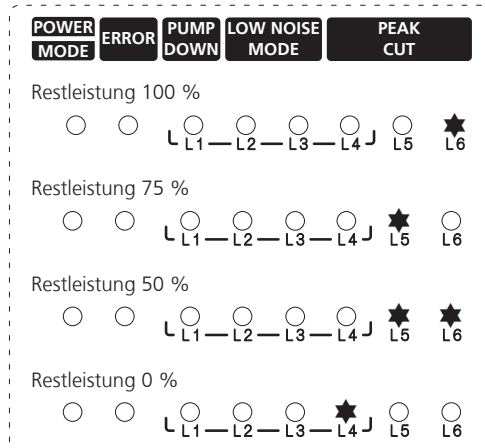 POWER MODE ERROR PUMP DOWN LOW NOISE MODE PEAK CUT
Restleistung 100 %
L1 L2 L3 L4 L5 L6
Restleistung 75 %
L1 L2 L3 L4 L5 L6
Restleistung 50 %
L1 L2 L3 L4 L5 L6
Restleistung 0 %
L1 L2 L3 L4 L5 L6